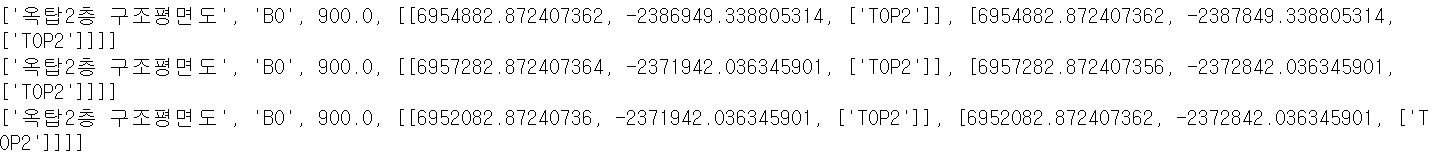 ['옥탑2층 구조평면도', 'B0', 900.0, [[6954882.872407362, -2386949.338805314, ['TOP2']], [6954882.872407362, -2387849.338805314,
['TOP2']]]]
['옥탑2층 구조평면도', 'B0', 900.0, [[6957282.872407364, -2371942.036345901, ['TOP2']], [6957282.872407356, -2372842.036345901,
['TOP2']]]]
['옥탑2층 구조평면도', 'B0', 900.0, [[6952082.87240736, -2371942.036345901, ['TOP2']], [6952082.872407362, -2372842.036345901, ['T
OP2']]]]